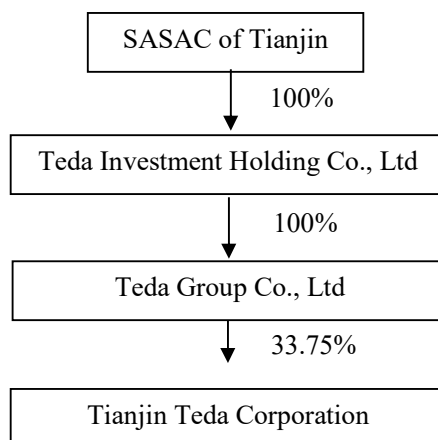 SASAC of Tianjin
100%
Teda Investment Holding Co., Ltd
100%
Teda Group Co., Ltd
33.75%
Tianjin Teda Corporation